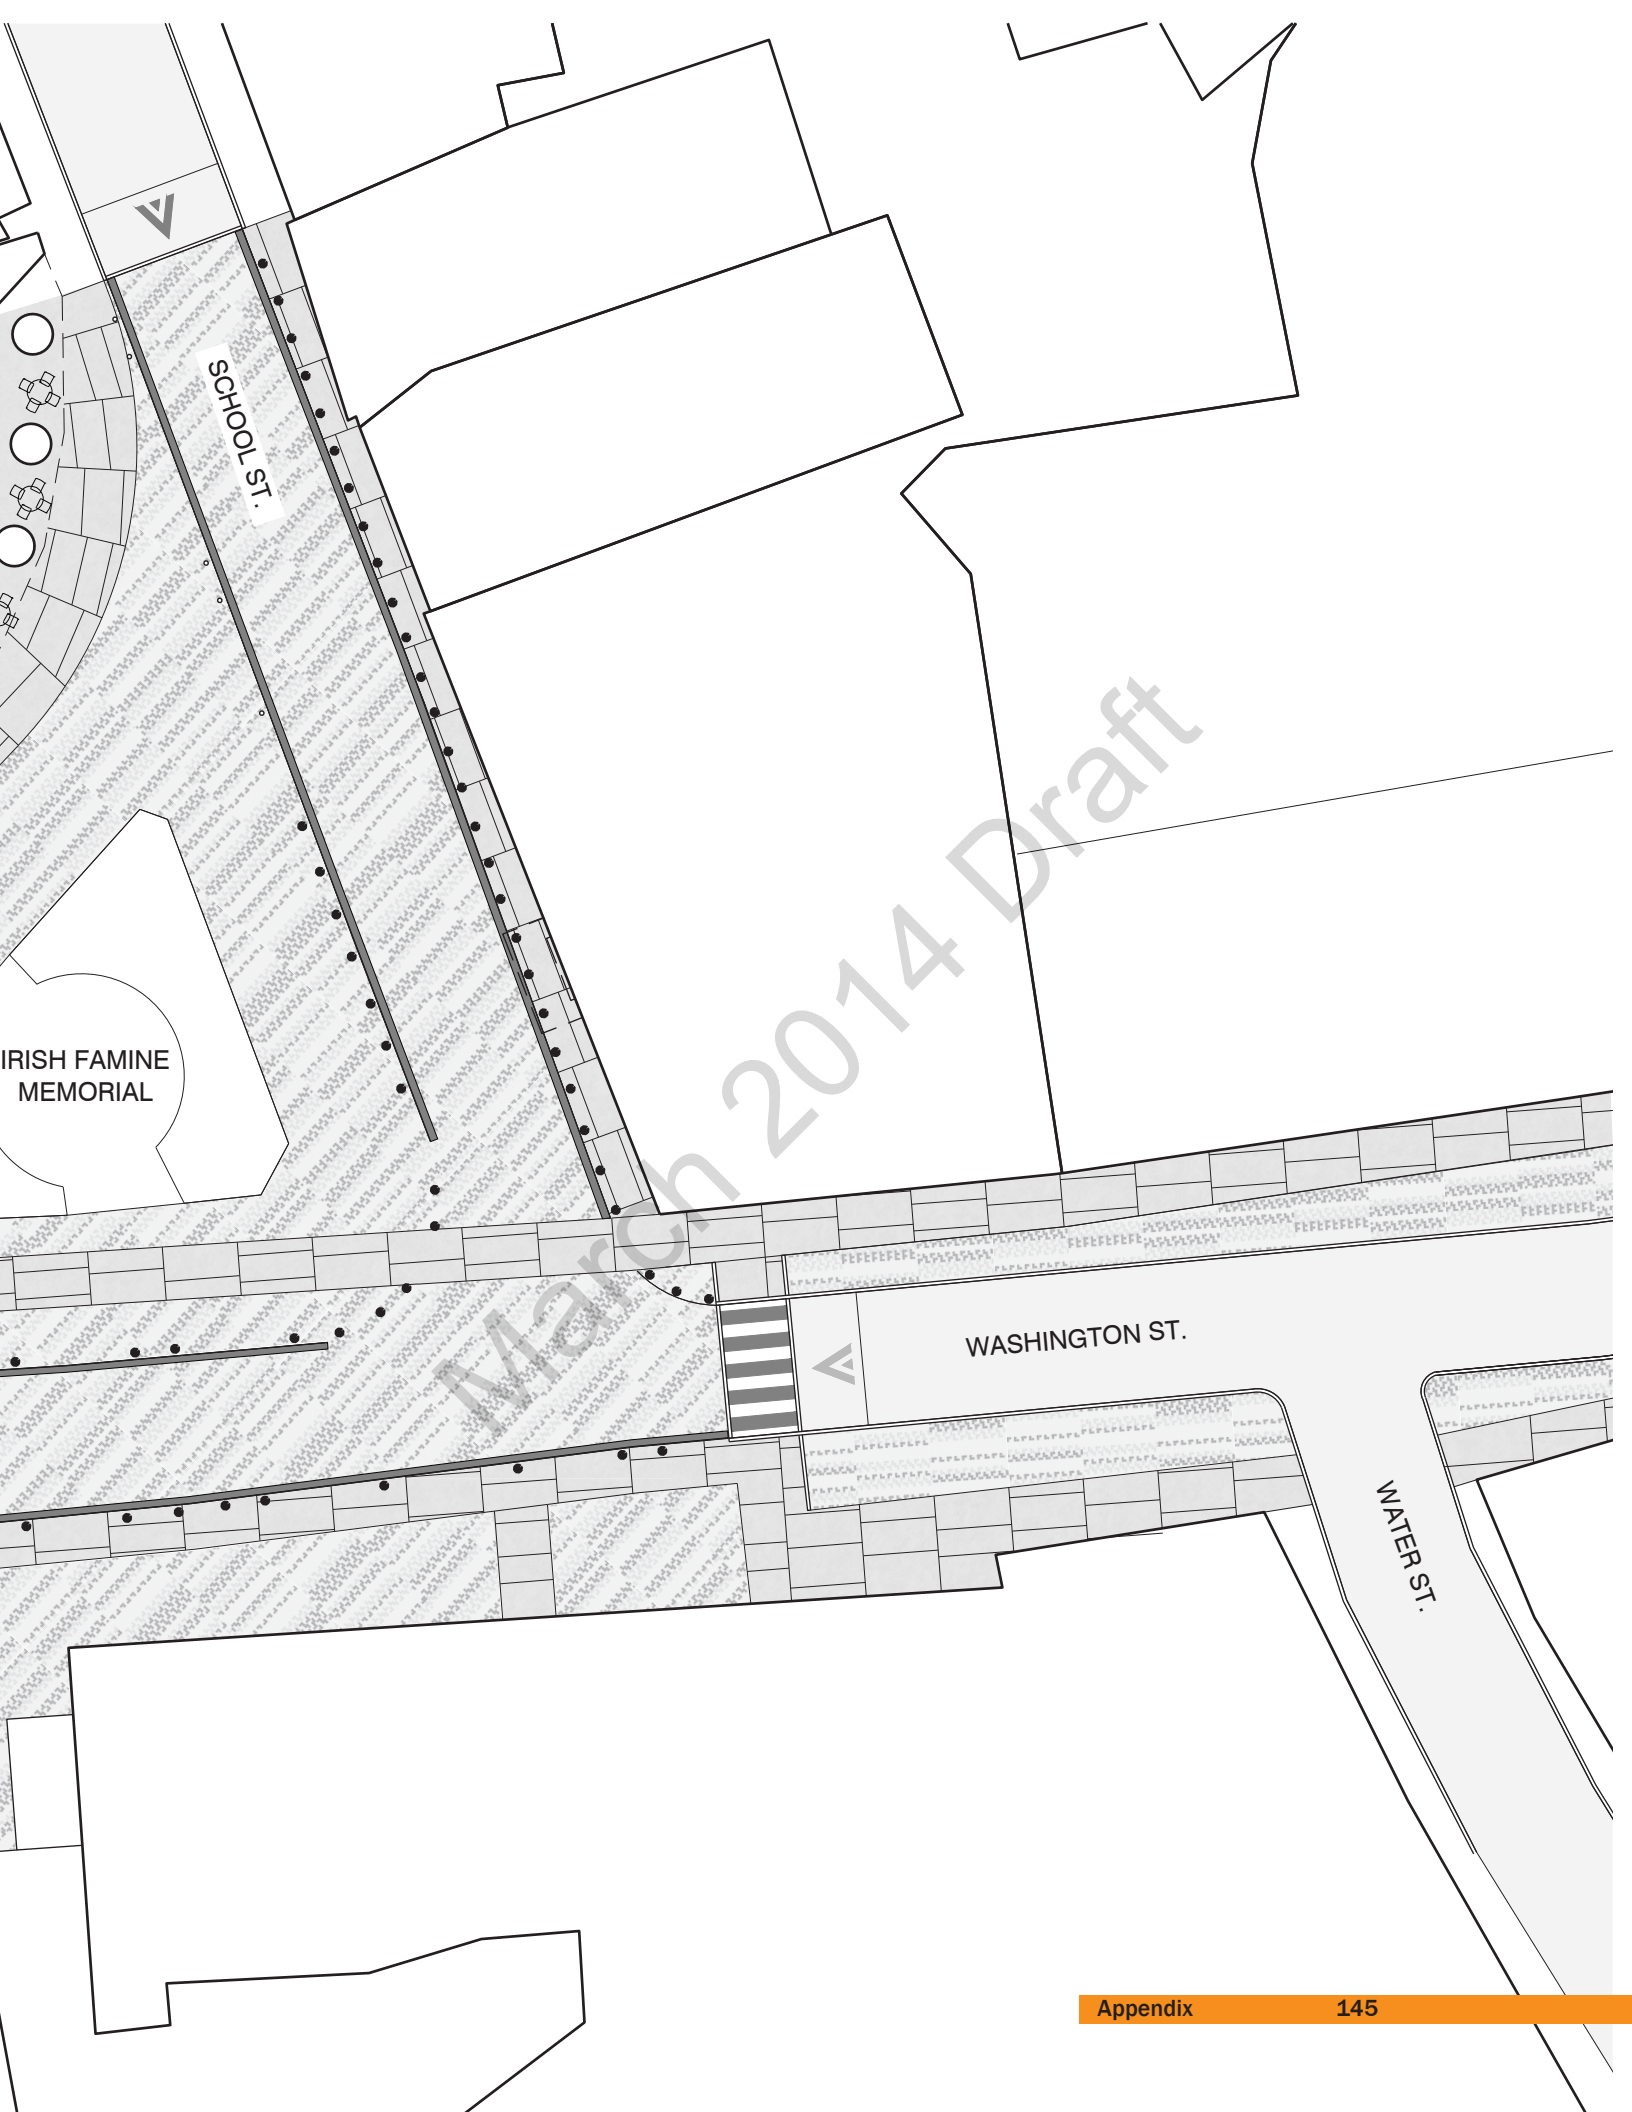 SCHOOL ST.
IRISH FAMINE
MEMORIAL
March 2014 Draft
WASHINGTON ST.
WATER ST.
Appendix 145